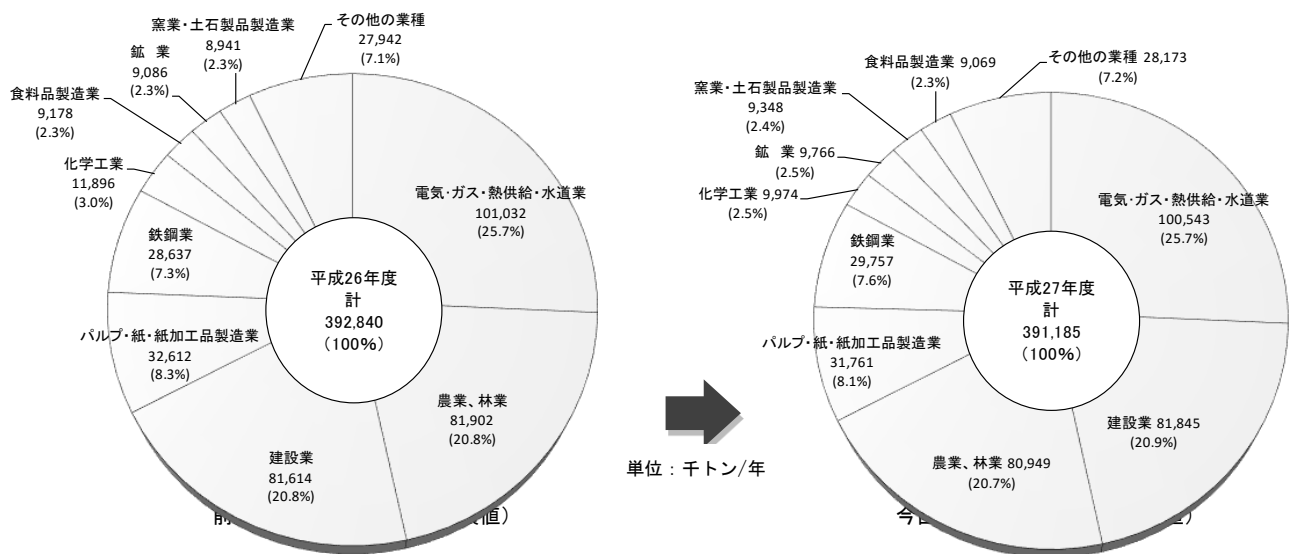 窯業・土石製品製造業
8,941
(2.3%)
その他の業種
27,942
(7.1%)
鉱　業
9,086
(2.3%)
食料品製造業
9,178
(2.3%)
化学工業
11,896
(3.0%)
鉄鋼業
28,637
(7.3%)
パルプ・紙・紙加工品製造業
32,612
(8.3%)
電気・ガス・熱供給・水道業
101,032
(25.7%)
平成26年度
計
392,840
（100%）
農業、林業
81,902
(20.8%)
建設業
81,614
(20.8%)
前
値）
単位：千トン/年
食料品製造業 9,069
(2.3%)
その他の業種 28,173
(7.2%)
窯業・土石製品製造業
9,348
(2.4%)
鉱　業 9,766
(2.5%)
化学工業 9,974
(2.5%)
鉄鋼業
29,757
(7.6%)
パルプ・紙・紙加工品製造業
31,761
(8.1%)
電気・ガス・熱供給・水道業
100,543
(25.7%)
平成27年度
計
391,185
（100%）
建設業 81,845
(20.9%)
農業、林業 80,949
(20.7%)
今